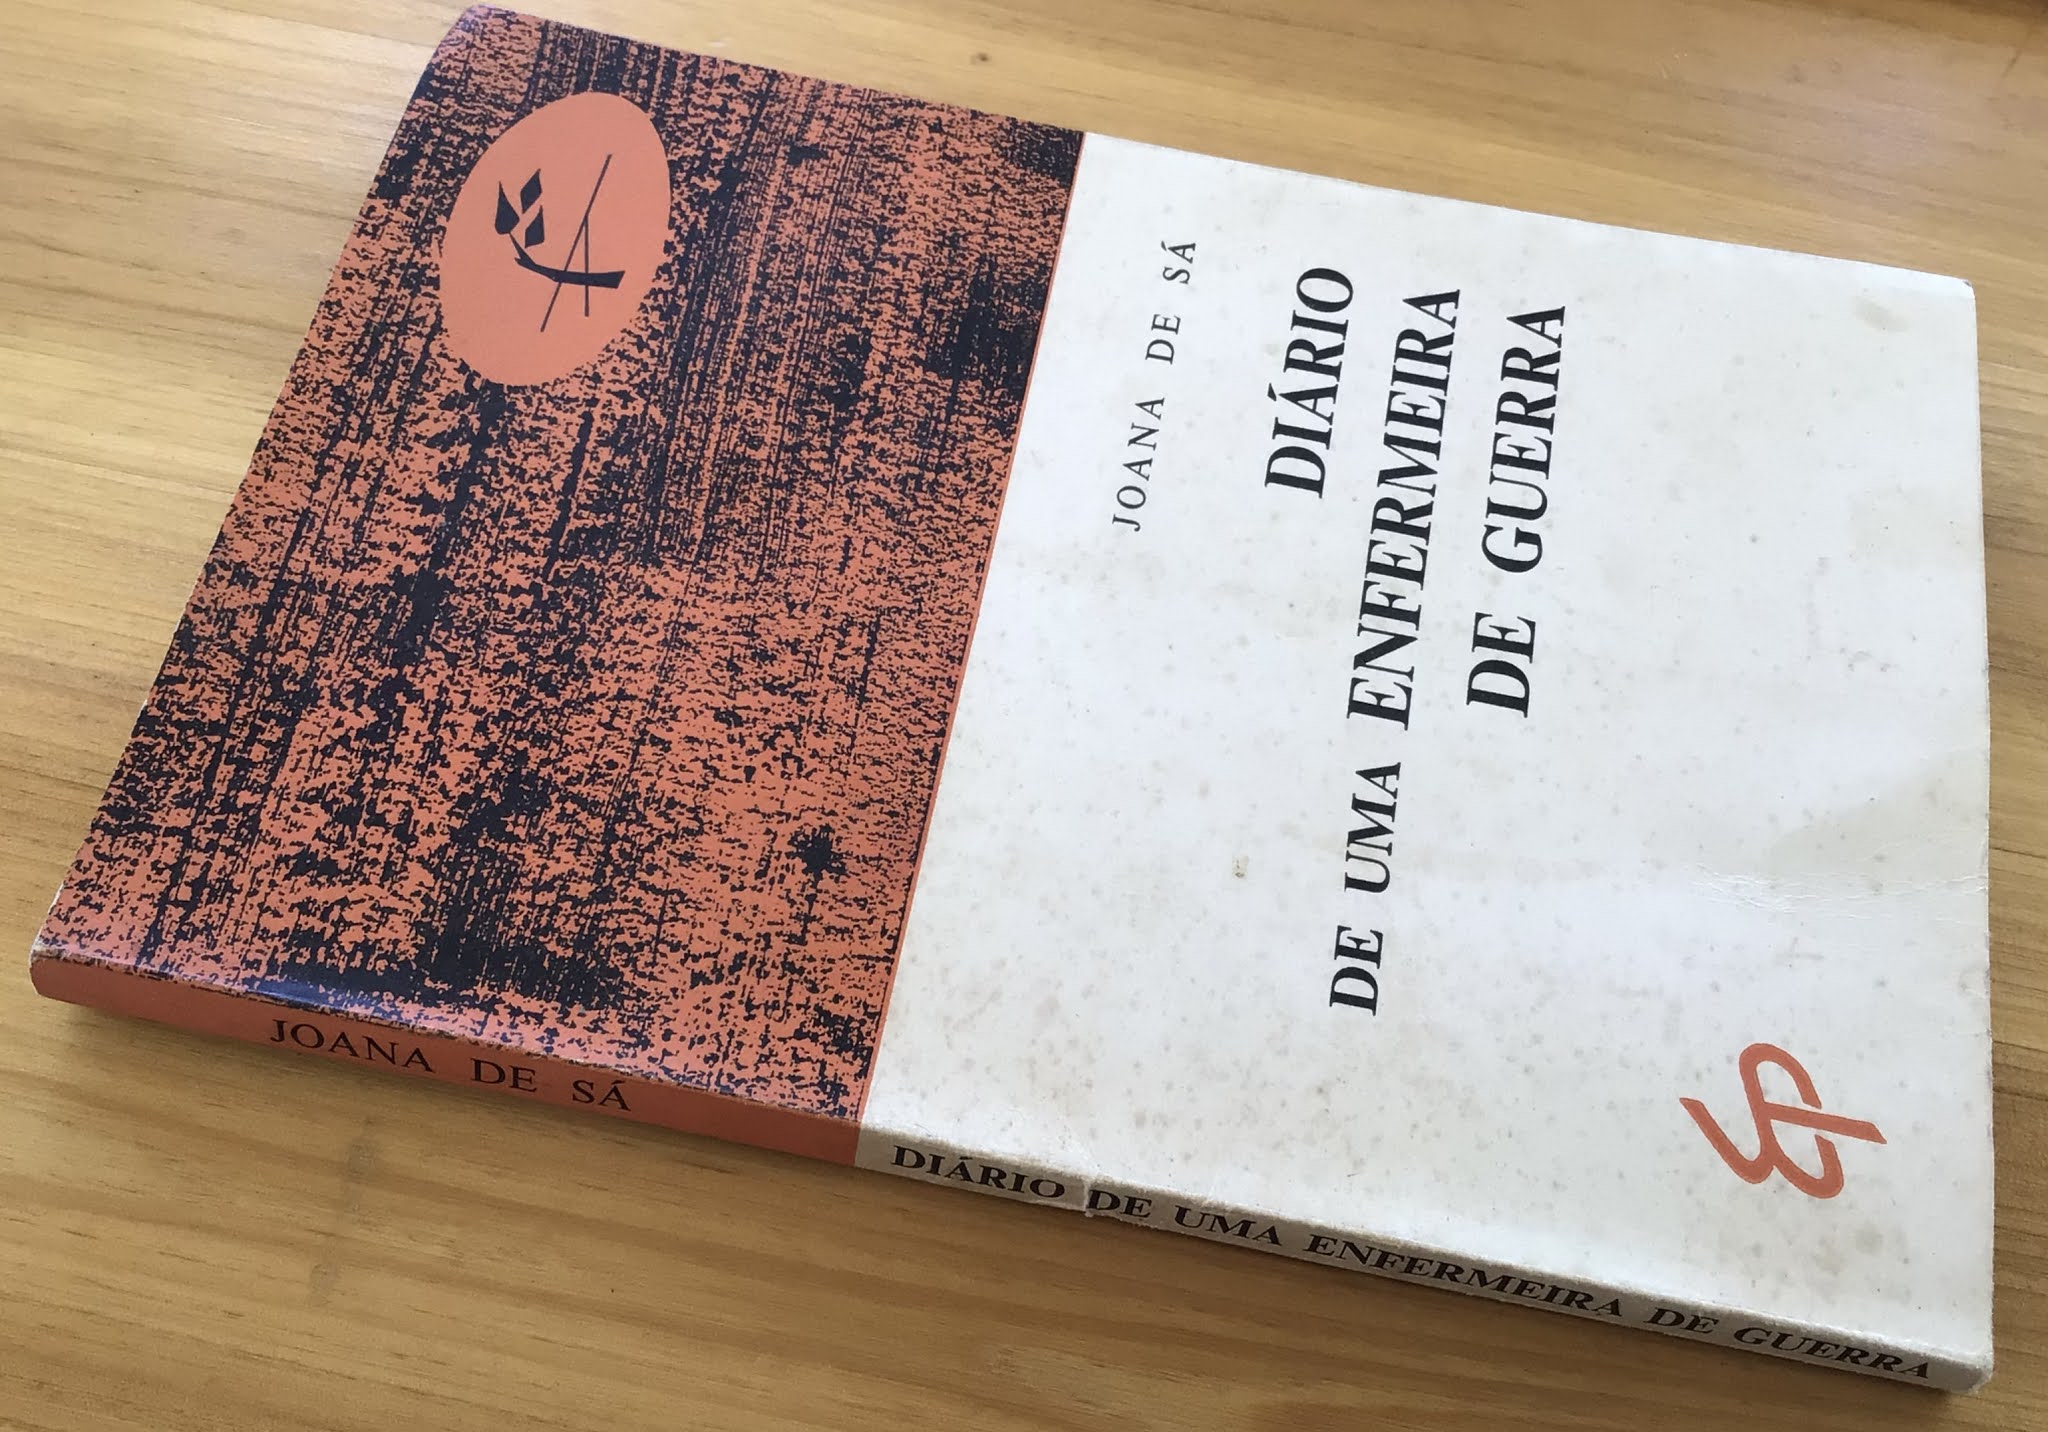 JOANA DE SÁ
DIÁRIO
DE UMA ENFERMEIRA
DE GUERRA
JOANA DE SÁ
DIÁRIO DE UMA ENFERMEIRA DE GUERRA